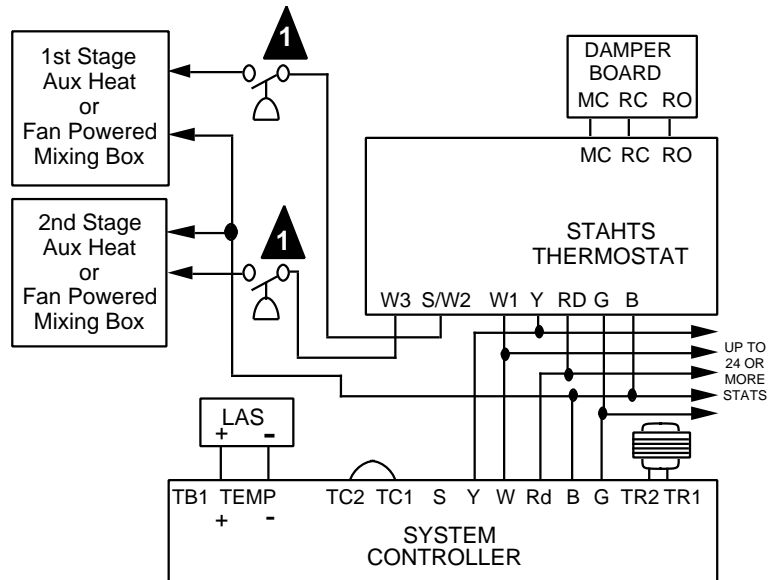 1st Stage
Aux Heat
or
Fan Powered
Mixing Box
1
DAMPER
BOARD
MC RC RO
MC RC RO
STAHTS
THERMOSTAT
2nd Stage
Aux Heat
or
Fan Powered
Mixing Box
1
W3 S/W2 W1 Y RD G B
UP TO
24 OR
MORE
STATS
LAS
+ -
TB1 TEMP TC2 TC1 S Y W Rd B G TR2 TR1
+ -
SYSTEM
CONTROLLER